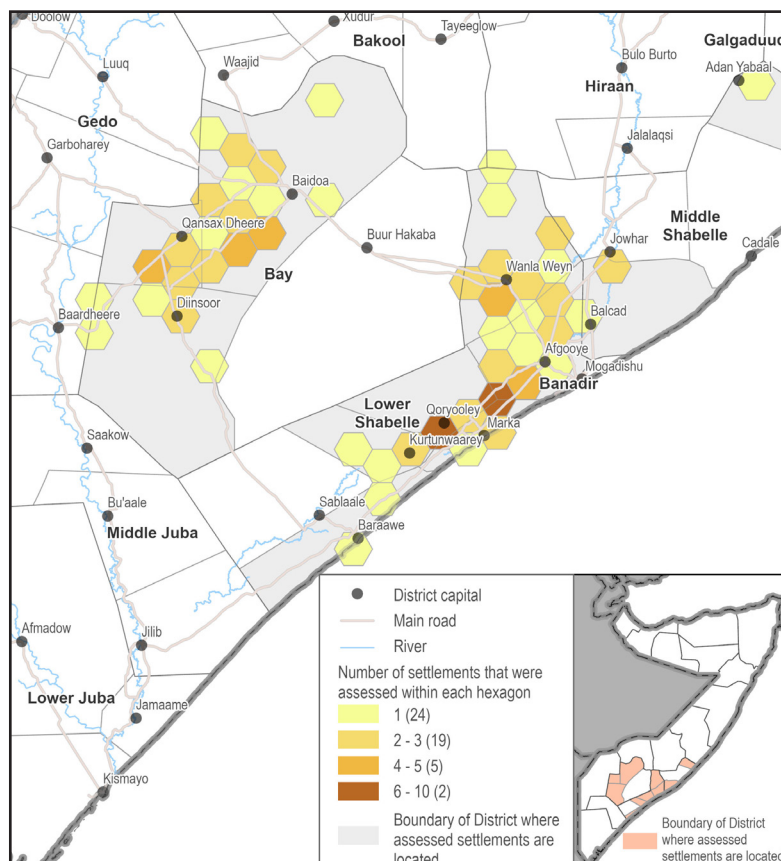 Doolow
Xudur
Tayeeglow
Bakool
Galgaduud
Luuq
Waajid
Bulo Burto
Adan Yabaal
Hiraan
Gedo
Garboharey
Jalalaqsi
Baidoa
Qansax Dheere
Middle
Shabelle
Buur Hakaba
Jowhar
Cadale
Bay
Wanla Weyn
Baardheere
Diinsoor
Balcad
Afgooye
Mogadishu
Banadir
Lower
Shabelle
Qoryooley
Marka
Kurtunwaarey
Saakow
Bu'aale
Sablaale
Middle Juba
Baraawe
Afmadow
Jilib
Lower Juba
Jamaame
Kismayo
District capital
Main road
River
Number of settlements that were
assessed within each hexagon
1 (24)
2 - 3 (19)
4 - 5 (5)
6 - 10 (2)
Boundary of District where
assessed settlements are
located
Boundary of District
where assessed
settlements are located